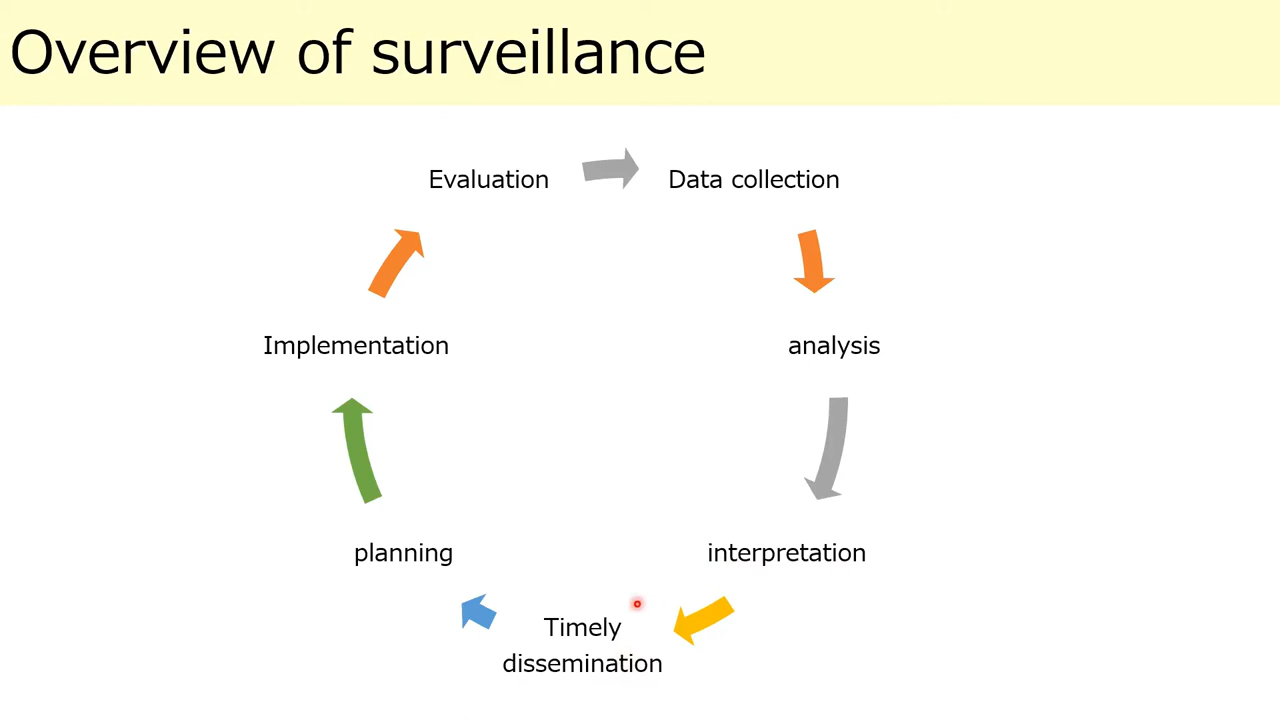 Overview of surveillance
Evaluation
Data collection
analysis
interpretation
Timely
dissemination
planning
Implementation